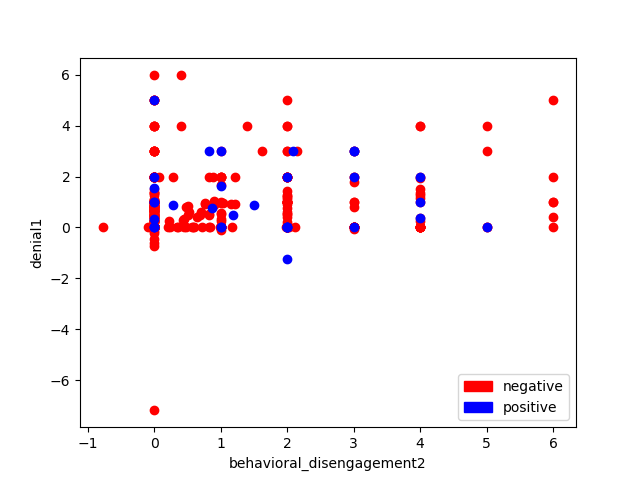 6
4
2
0
−2
−4
−6
denial1
−1 0 1 2 3 4 5 6
behavioral_disengagement2
negative
positive